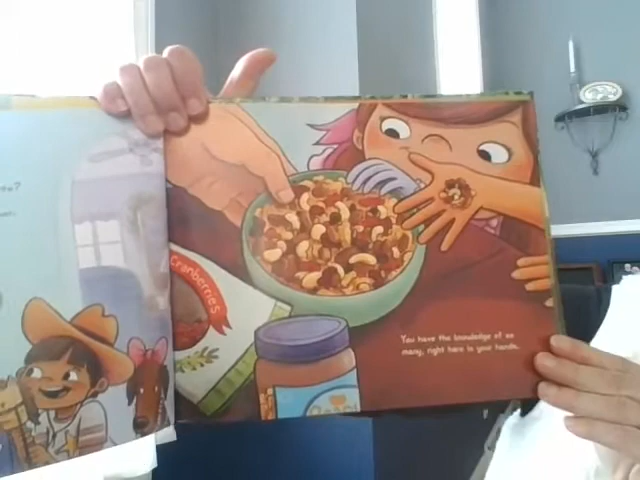 Cranberries
You have the knowledge of so
many, right here in your hands.